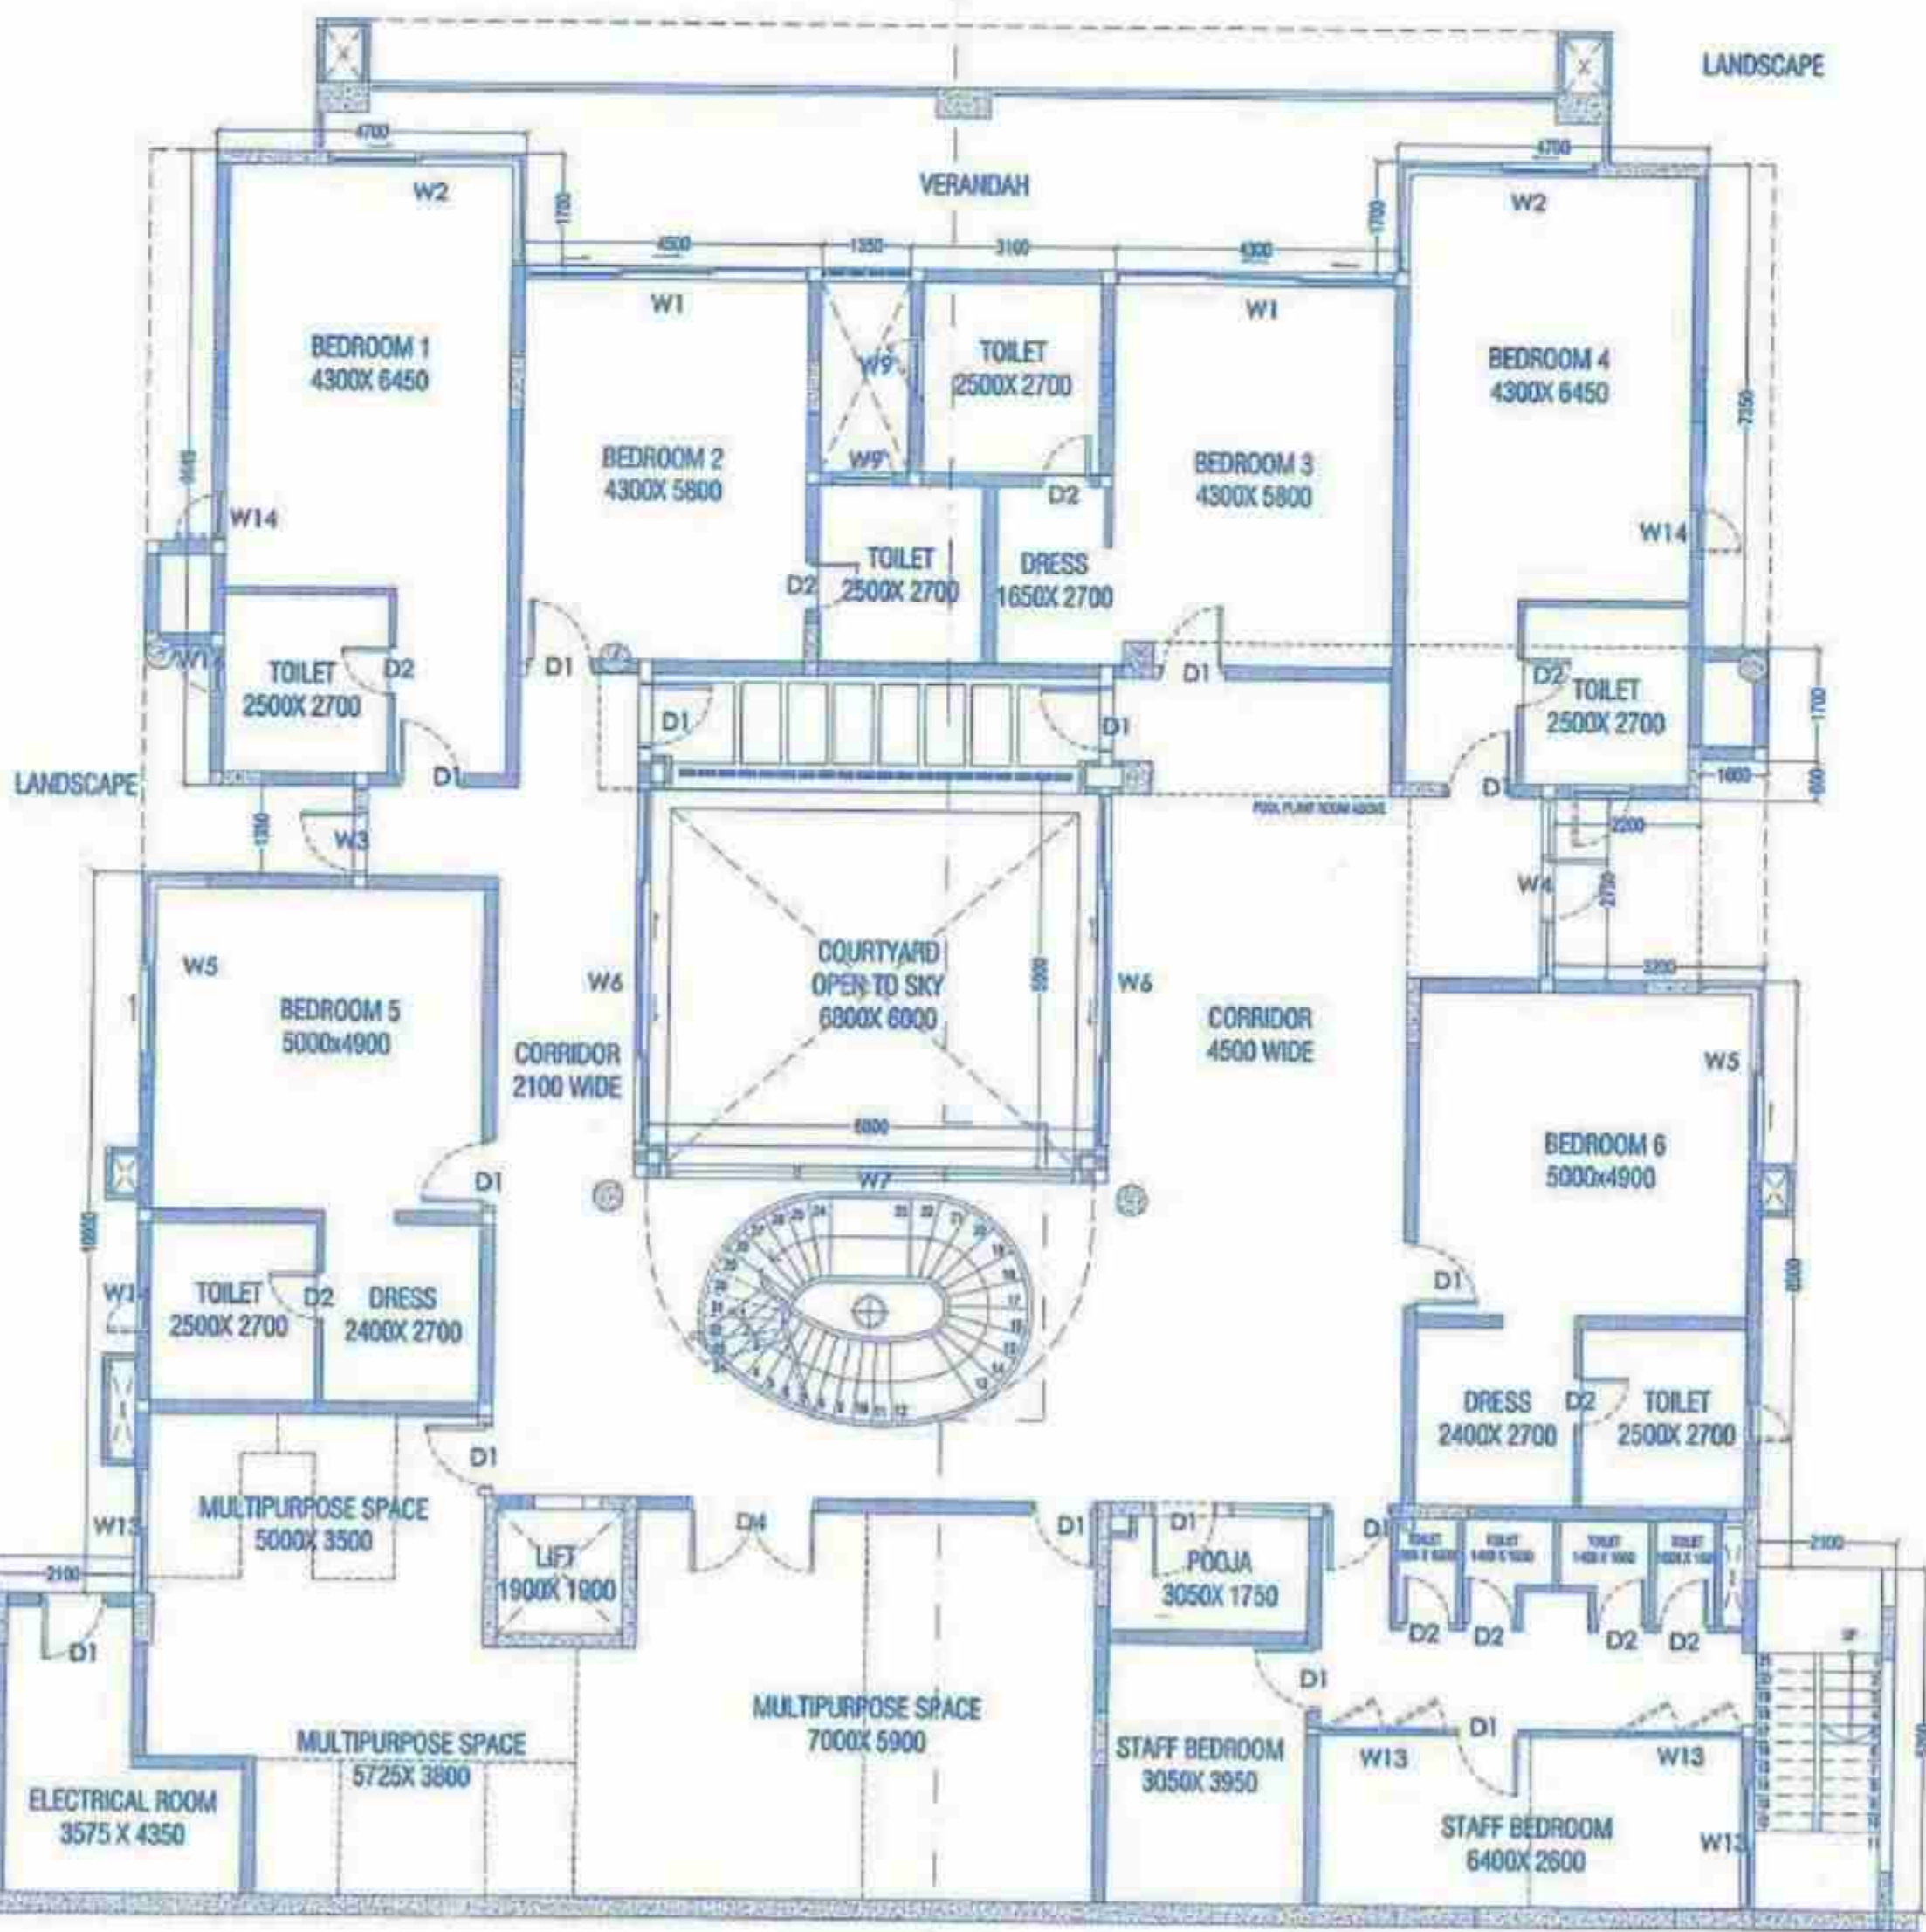 LANDSCAPE
4700
4700
W2
VERANDAH
W2
1700
1700
4500
1350
3100
4300
W1
W1
BEDROOM 1
4300X 6450
W9
TOILET
2500X 2700
BEDROOM 4
4300X 6450
7350
BEDROOM 2
4300X 5800
W9
BEDROOM 3
4300X 5800
D2
W14
W14
D2
TOILET
2500X 2700
DRESS
1650X 2700
TOILET
2500X 2700
D2
D1
D1
D2
TOILET
2500X 2700
1700
D1
D1
LANDSCAPE
D1
D1
POOL PLANT ROOM ABOVE
1350
W3
2200
W4
2750
W5
COURTYARD
OPEN TO SKY
6800X 6000
W6
W6
BEDROOM 5
5000x4900
CORRIDOR
2100 WIDE
CORRIDOR
4500 WIDE
W5
BEDROOM 6
5000x4900
D1
W7
D1
TOILET
2500X 2700
D2
DRESS
2400X 2700
DRESS
2400X 2700
D2
TOILET
2500X 2700
D1
MULTIPURPOSE SPACE
5000X 3500
W13
LIFT
1900X 1900
D4
D1
D1
D1
POOJA
3050X 1750
2100
2100
D1
D2
D2
D2
D2
D1
MULTIPURPOSE SPACE
7000X 5900
MULTIPURPOSE SPACE
5725X 3800
STAFF BEDROOM
3050X 3950
D1
W13
W13
ELECTRICAL ROOM
3575 X 4350
STAFF BEDROOM
6400X 2600
W13